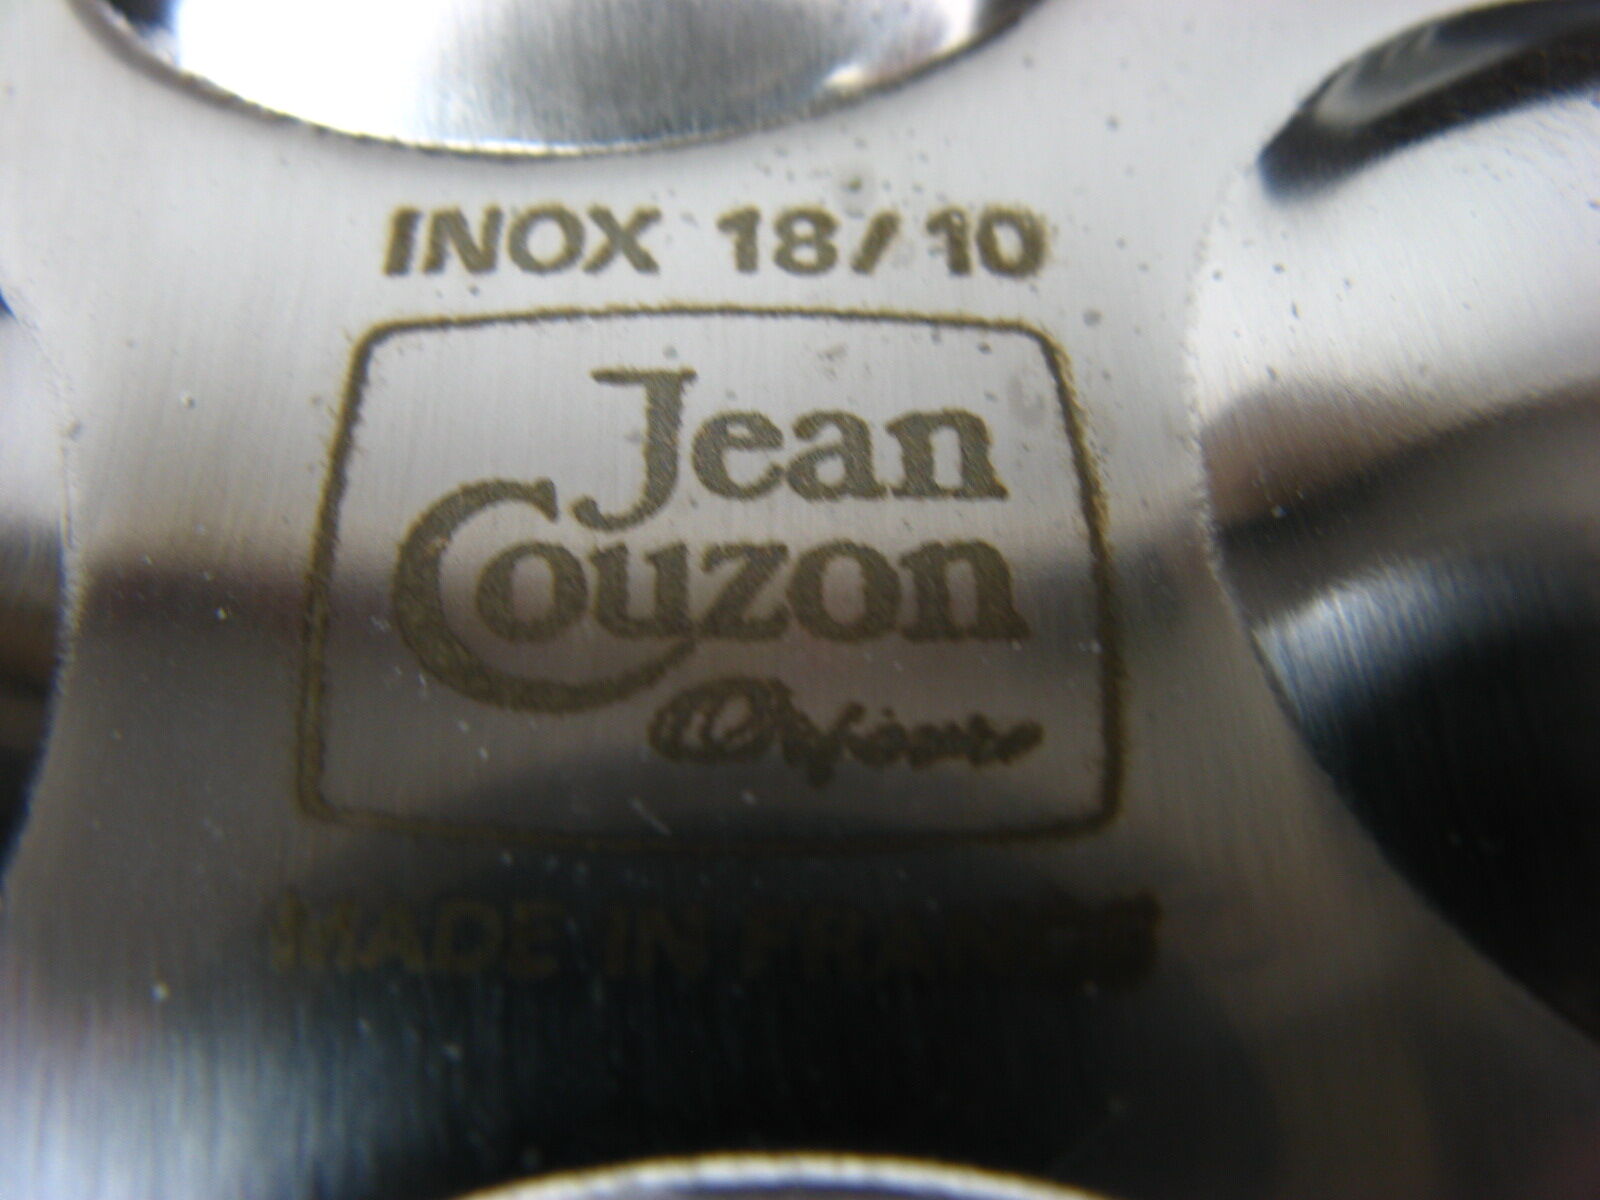 INOX 18/10
Jean
Couzon
Orfèvre
MADE IN FRANCE